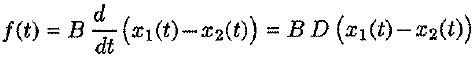 f(t) = B d/dt (x₁(t) − x₂(t)) = B D (x₁(t) − x₂(t))